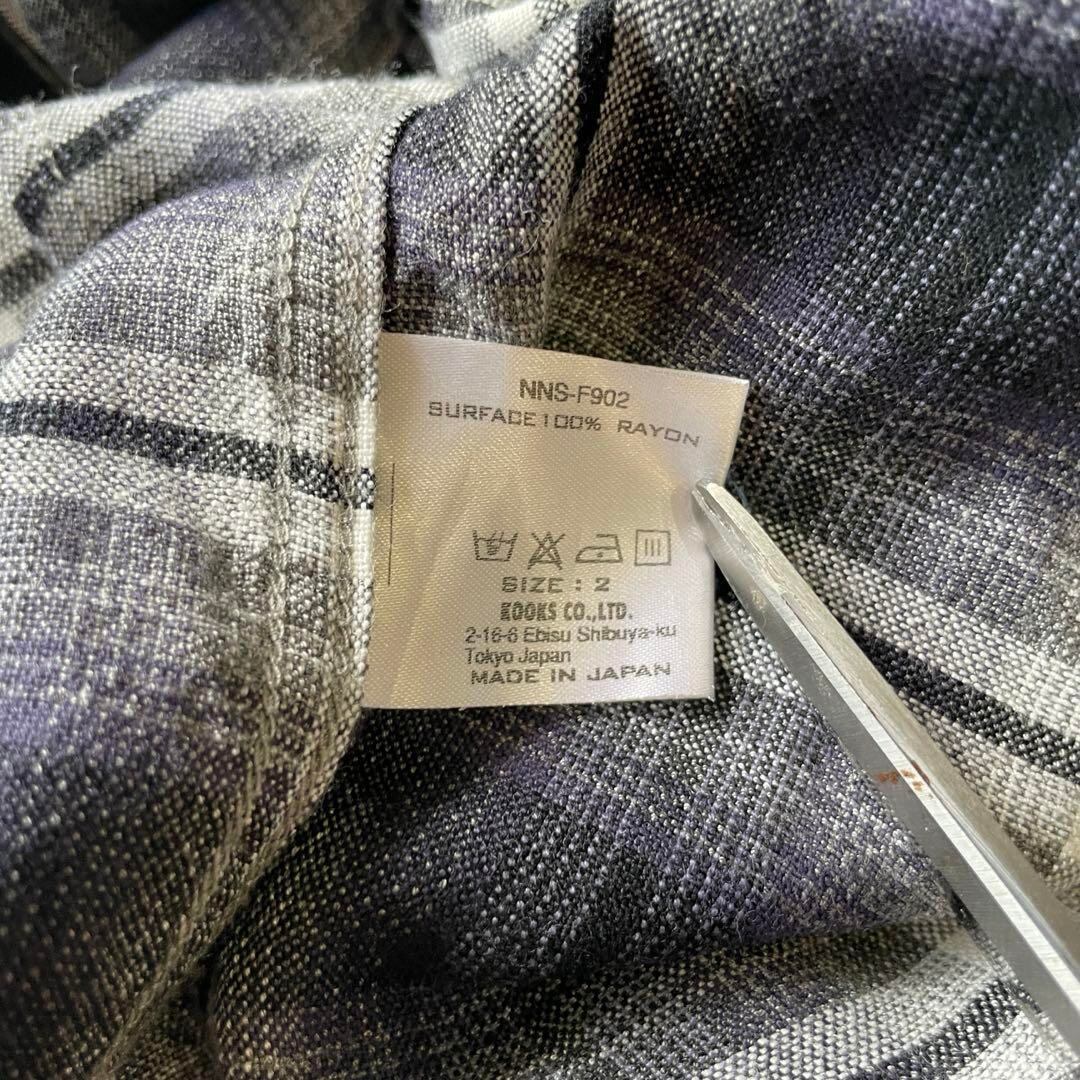 NNS-F902
SURFACE100% RAYON
SIZE : 2
KOOKS CO.,LTD.
2-16-6 Ebisu Shibuya-ku
Tokyo Japan
MADE IN JAPAN